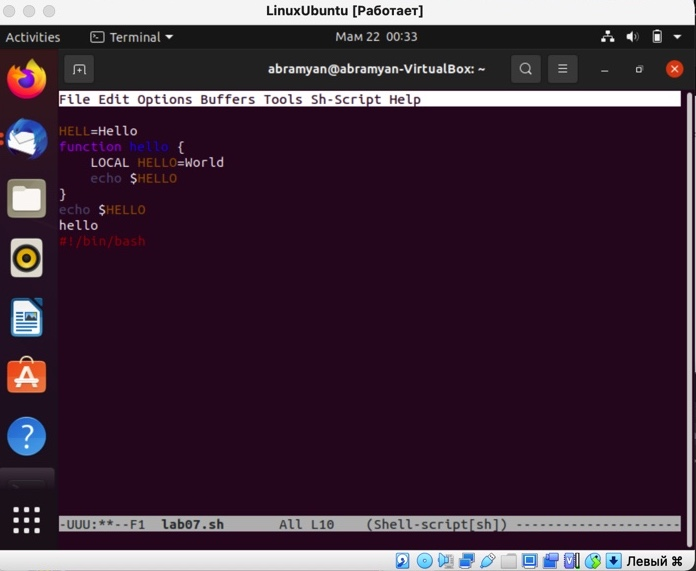 LinuxUbuntu [Работает]
Activities Terminal Мам 22 00:33
abramyan@abramyan-VirtualBox: ~
File Edit Options Buffers Tools Sh-Script Help
HELL=Hello
function hello {
    LOCAL HELLO=World
    echo $HELLO
}
echo $HELLO
hello
#!/bin/bash
-UUU:**--F1 lab07.sh All L10 (Shell-script[sh]) ---------------------
Левый ⌘